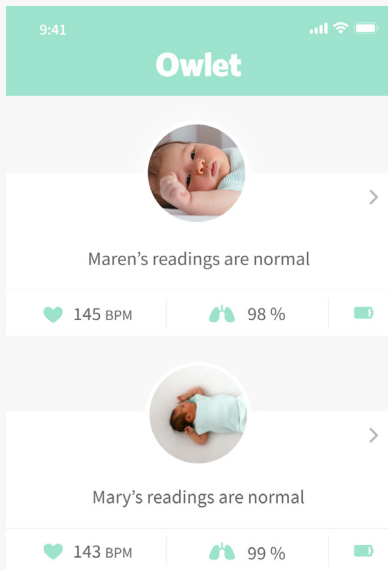 9:41
Owlet
Maren's readings are normal
145 BPM 98 %
Mary's readings are normal
143 BPM 99 %